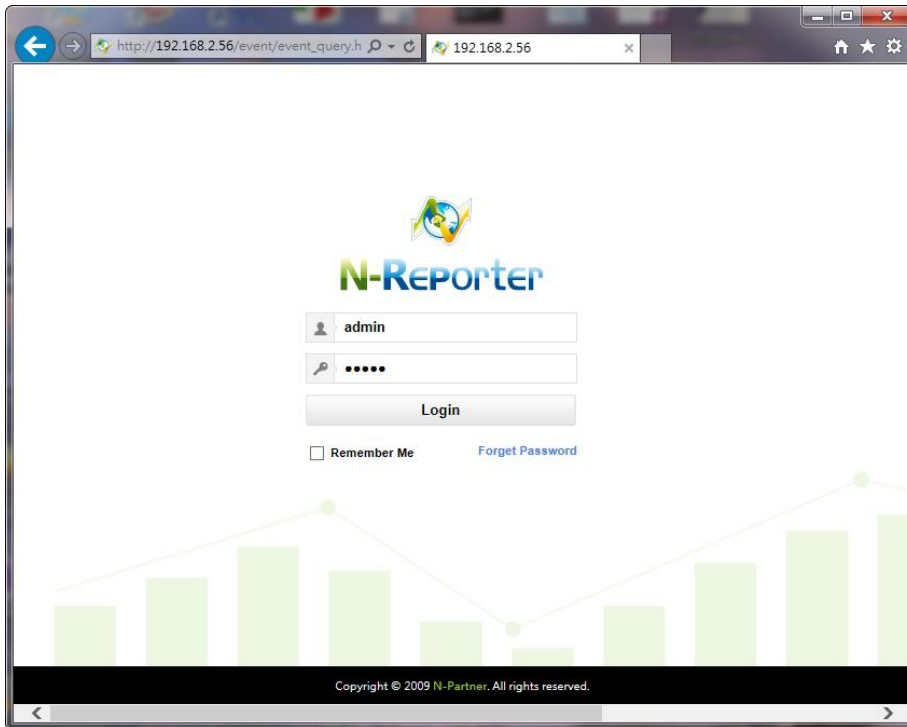 http://192.168.2.56/event/event_query.h
192.168.2.56
N-Reporter
admin
•••••
Login
Remember Me
Forget Password
Copyright © 2009 N-Partner. All rights reserved.